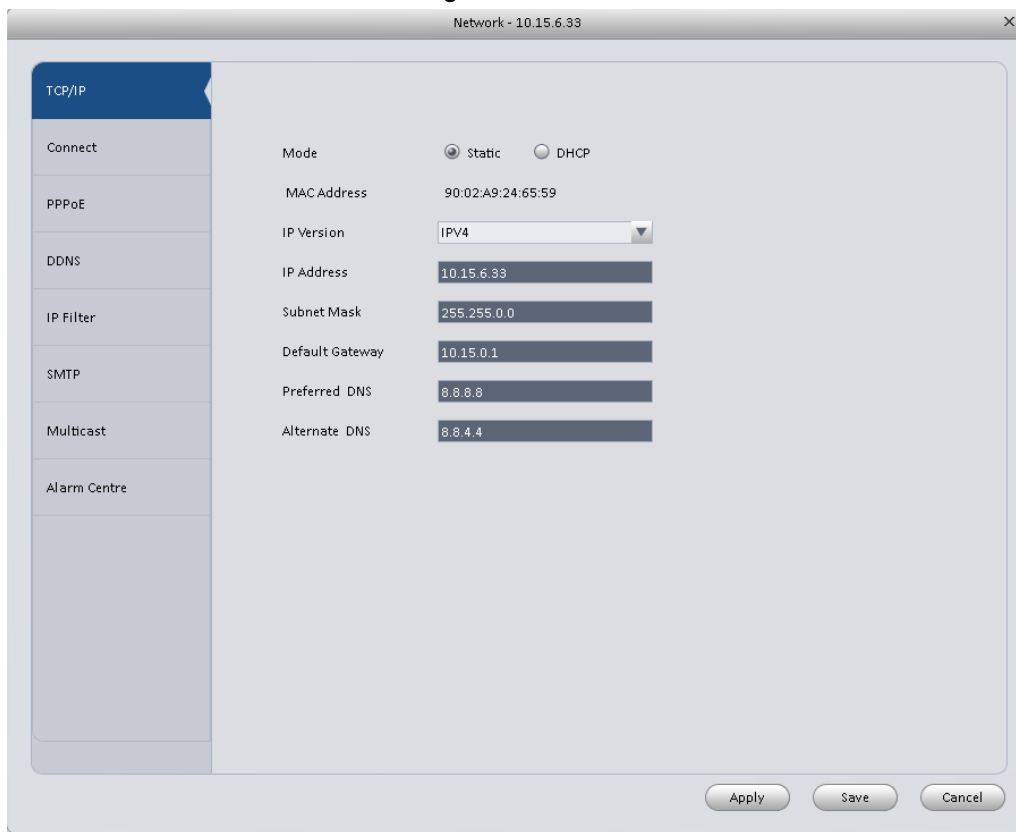 Network - 10.15.6.33
X
TCP/IP
Connect
PPPoE
DDNS
IP Filter
SMTP
Multicast
Alarm Centre
Mode Static DHCP
MAC Address 90:02:A9:24:65:59
IP Version IPV4
IP Address 10.15.6.33
Subnet Mask 255.255.0.0
Default Gateway 10.15.0.1
Preferred DNS 8.8.8.8
Alternate DNS 8.8.4.4
Apply Save Cancel